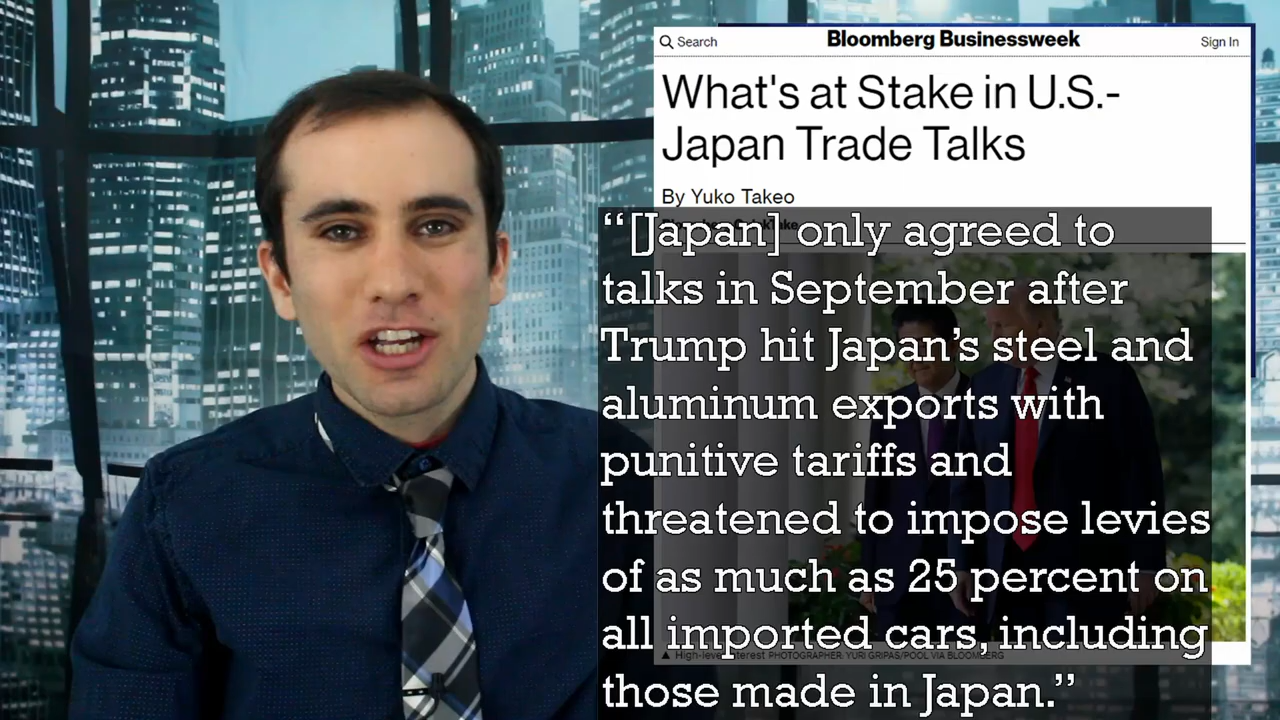 Search
Bloomberg Businessweek
Sign In
What's at Stake in U.S.-
Japan Trade Talks
By Yuko Takeo
“[Japan] only agreed to
talks in September after
Trump hit Japan’s steel and
aluminum exports with
punitive tariffs and
threatened to impose levies
of as much as 25 percent on
all imported cars, including
those made in Japan.”
PHOTOGRAPHER: YURI GRIPAS/POOL VIA BLOOMBERG